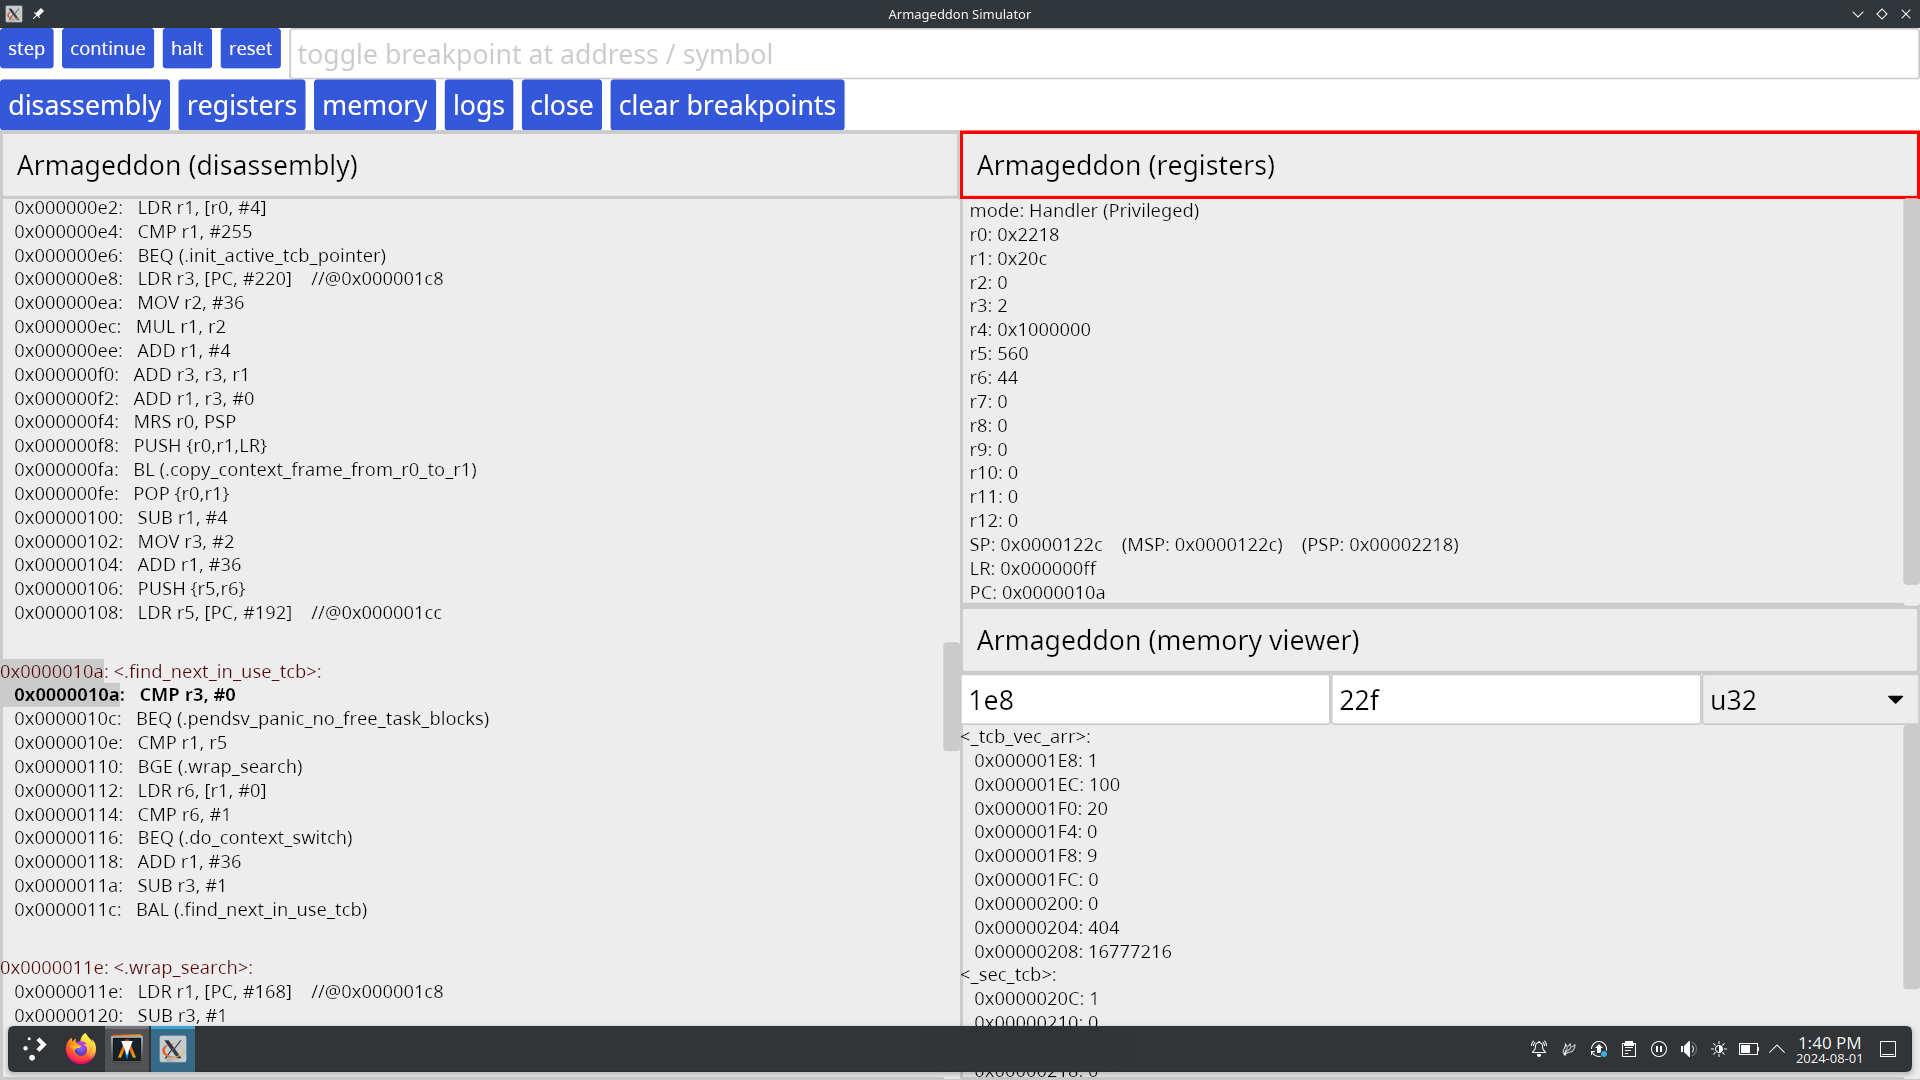 Armageddon Simulator
step continue halt reset toggle breakpoint at address / symbol
disassembly registers memory logs close clear breakpoints
Armageddon (disassembly)
0x000000e2: LDR r1, [r0, #4]
0x000000e4: CMP r1, #255
0x000000e6: BEQ (.init_active_tcb_pointer)
0x000000e8: LDR r3, [PC, #220] //@0x000001c8
0x000000ea: MOV r2, #36
0x000000ec: MUL r1, r2
0x000000ee: ADD r1, #4
0x000000f0: ADD r3, r3, r1
0x000000f2: ADD r1, r3, #0
0x000000f4: MRS r0, PSP
0x000000f8: PUSH {r0,r1,LR}
0x000000fa: BL (.copy_context_frame_from_r0_to_r1)
0x000000fe: POP {r0,r1}
0x00000100: SUB r1, #4
0x00000102: MOV r3, #2
0x00000104: ADD r1, #36
0x00000106: PUSH {r5,r6}
0x00000108: LDR r5, [PC, #192] //@0x000001cc
0x0000010a: <.find_next_in_use_tcb>:
0x0000010a: CMP r3, #0
0x0000010c: BEQ (.pendsv_panic_no_free_task_blocks)
0x0000010e: CMP r1, r5
0x00000110: BGE (.wrap_search)
0x00000112: LDR r6, [r1, #0]
0x00000114: CMP r6, #1
0x00000116: BEQ (.do_context_switch)
0x00000118: ADD r1, #36
0x0000011a: SUB r3, #1
0x0000011c: BAL (.find_next_in_use_tcb)
0x0000011e: <.wrap_search>:
0x0000011e: LDR r1, [PC, #168] //@0x000001c8
0x00000120: SUB r3, #1
Armageddon (registers)
mode: Handler (Privileged)
r0: 0x2218
r1: 0x20c
r2: 0
r3: 2
r4: 0x1000000
r5: 560
r6: 44
r7: 0
r8: 0
r9: 0
r10: 0
r11: 0
r12: 0
SP: 0x0000122c (MSP: 0x0000122c) (PSP: 0x00002218)
LR: 0x000000ff
PC: 0x0000010a
Armageddon (memory viewer)
1e8 22f u32
<_tcb_vec_arr>:
0x000001E8: 1
0x000001EC: 100
0x000001F0: 20
0x000001F4: 0
0x000001F8: 9
0x000001FC: 0
0x00000200: 0
0x00000204: 404
0x00000208: 16777216
<_sec_tcb>:
0x0000020C: 1
0x00000210: 0
0x00000218: 0
1:40 PM
2024-08-01